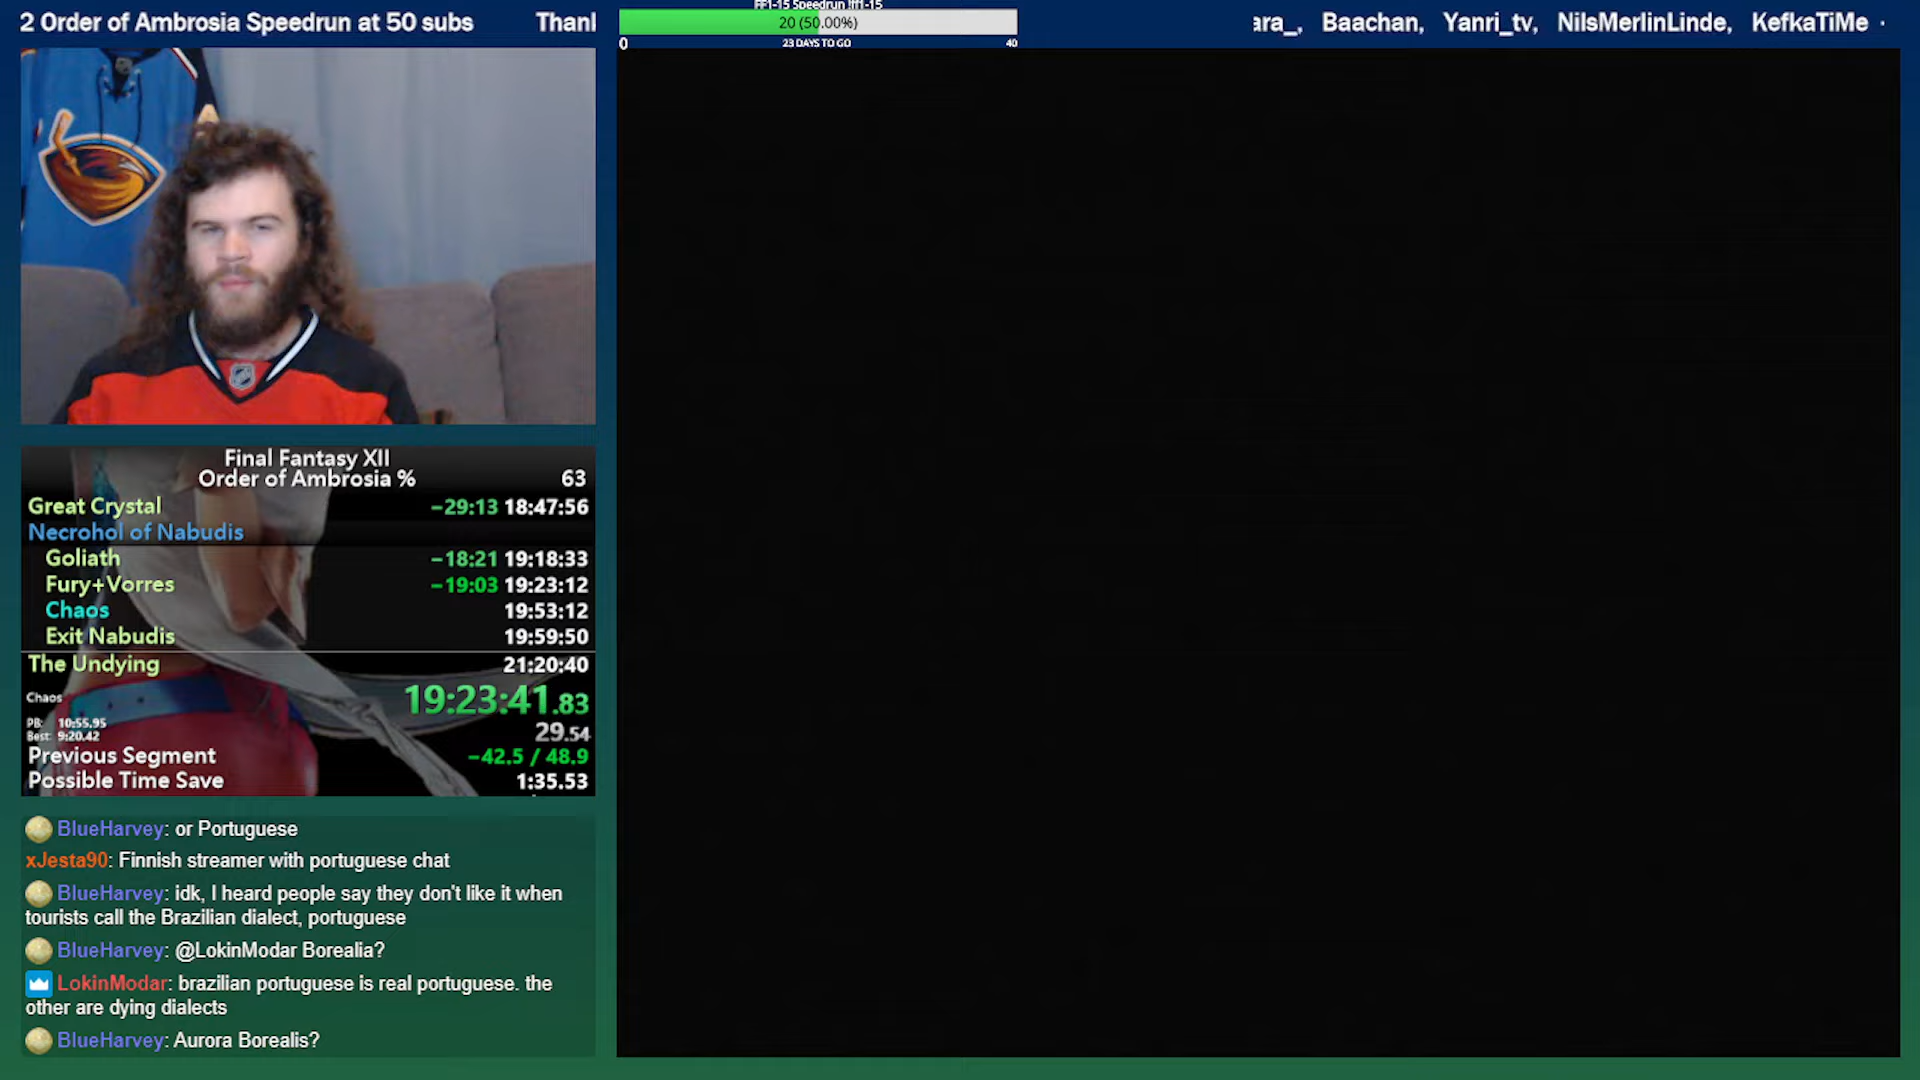 2 Order of Ambrosia Speedrun at 50 subs
Thank
FF1-15 Speedrun !ff1-15
20 (50.00%)
0
23 DAYS TO GO
40
ara_, Baachan, Yanri_tv, NilsMerlinLinde, KefkaTiMe ·
Final Fantasy XII
Order of Ambrosia % 63
Great Crystal -29:13 18:47:56
Necrohol of Nabudis
Goliath -18:21 19:18:33
Fury+Vorres -19:03 19:23:12
Chaos 19:53:12
Exit Nabudis 19:59:50
The Undying 21:20:40
Chaos 19:23:41.83
PB: 10:55.95
Best: 9:20.42 29.54
Previous Segment -42.5 / 48.9
Possible Time Save 1:35.53
BlueHarvey: or Portuguese
xJesta90: Finnish streamer with portuguese chat
BlueHarvey: idk, I heard people say they don't like it when
tourists call the Brazilian dialect, portuguese
BlueHarvey: @LokinModar Borealia?
LokinModar: brazilian portuguese is real portuguese. the
other are dying dialects
BlueHarvey: Aurora Borealis?